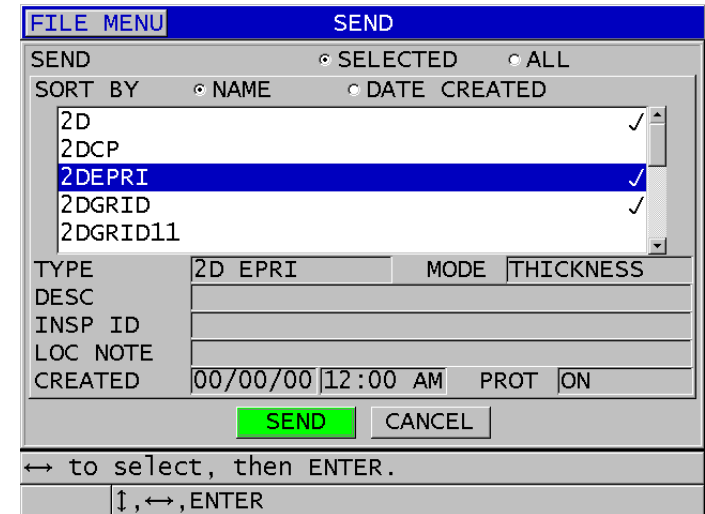 FILE MENU SEND
SEND SELECTED ALL
SORT BY NAME DATE CREATED
2D ✓
2DCP
2DEPRI ✓
2DGRID ✓
2DGRID11
TYPE 2D EPRI MODE THICKNESS
DESC
INSP ID
LOC NOTE
CREATED 00/00/00 12:00 AM PROT ON
SEND CANCEL
↔ to select, then ENTER.
↕,↔,ENTER